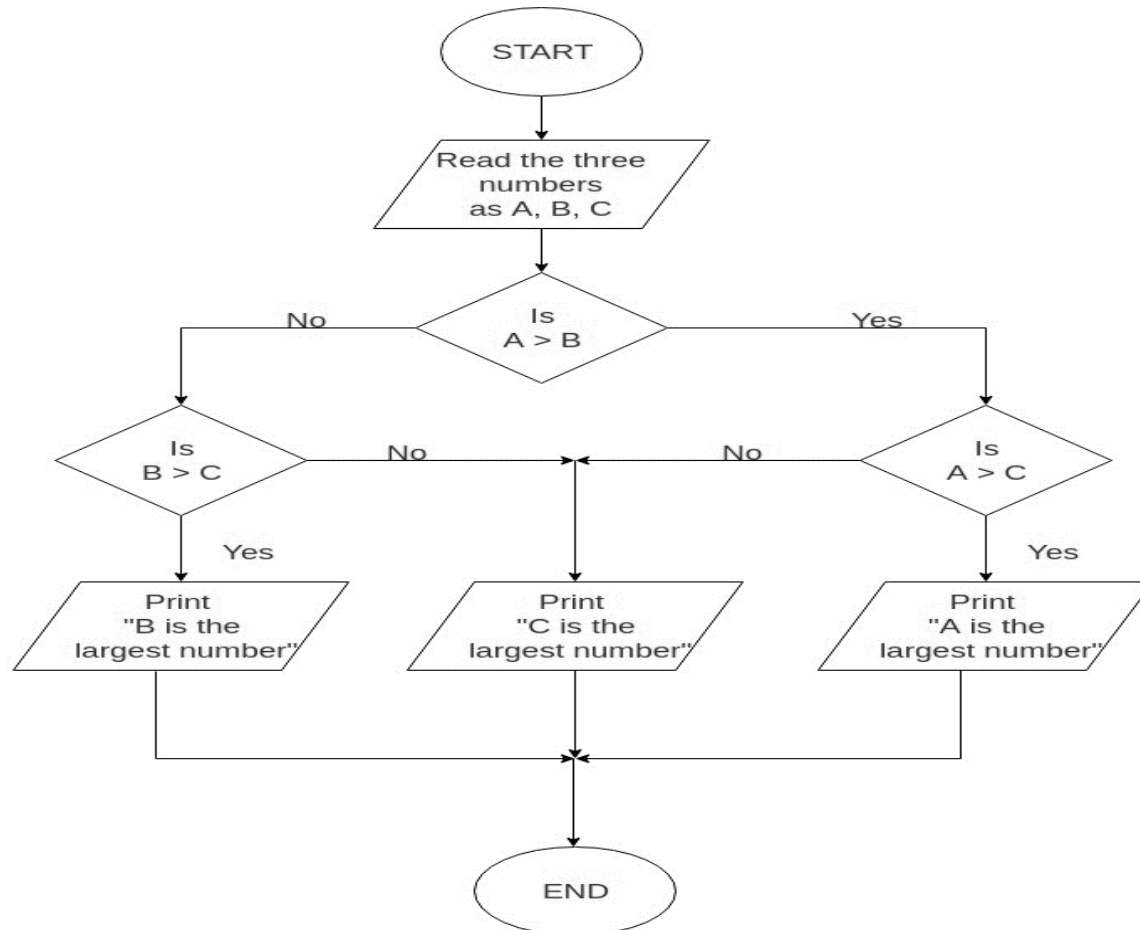 START
Read the three
numbers
as A, B, C
Is
A > B
No
Yes
Is
B > C
No
No
Is
A > C
Yes
Yes
Print
"B is the
largest number"
Print
"C is the
largest number"
Print
"A is the
largest number"
END